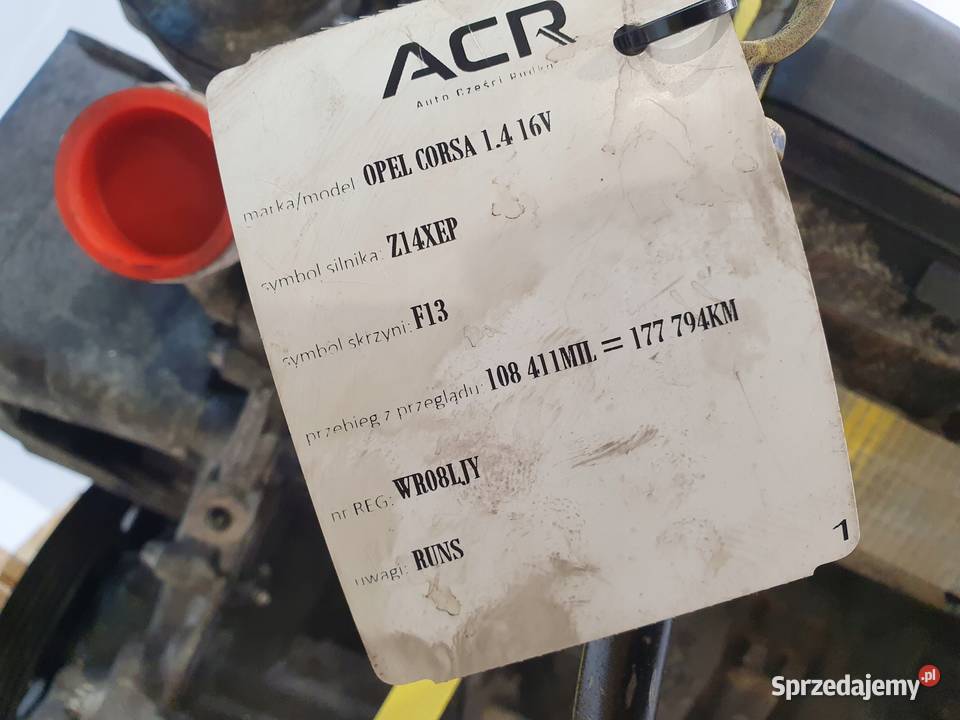 ACR
Auto Części Rudka
marka/model: OPEL CORSA 1.4 16V
symbol silnika: Z14XEP
symbol skrzyni: F13
przebieg z przeglądu: 108 411MIL = 177 794KM
nr REG: WR08LJY
uwagi: RUNS
1
Sprzedajemy.pl